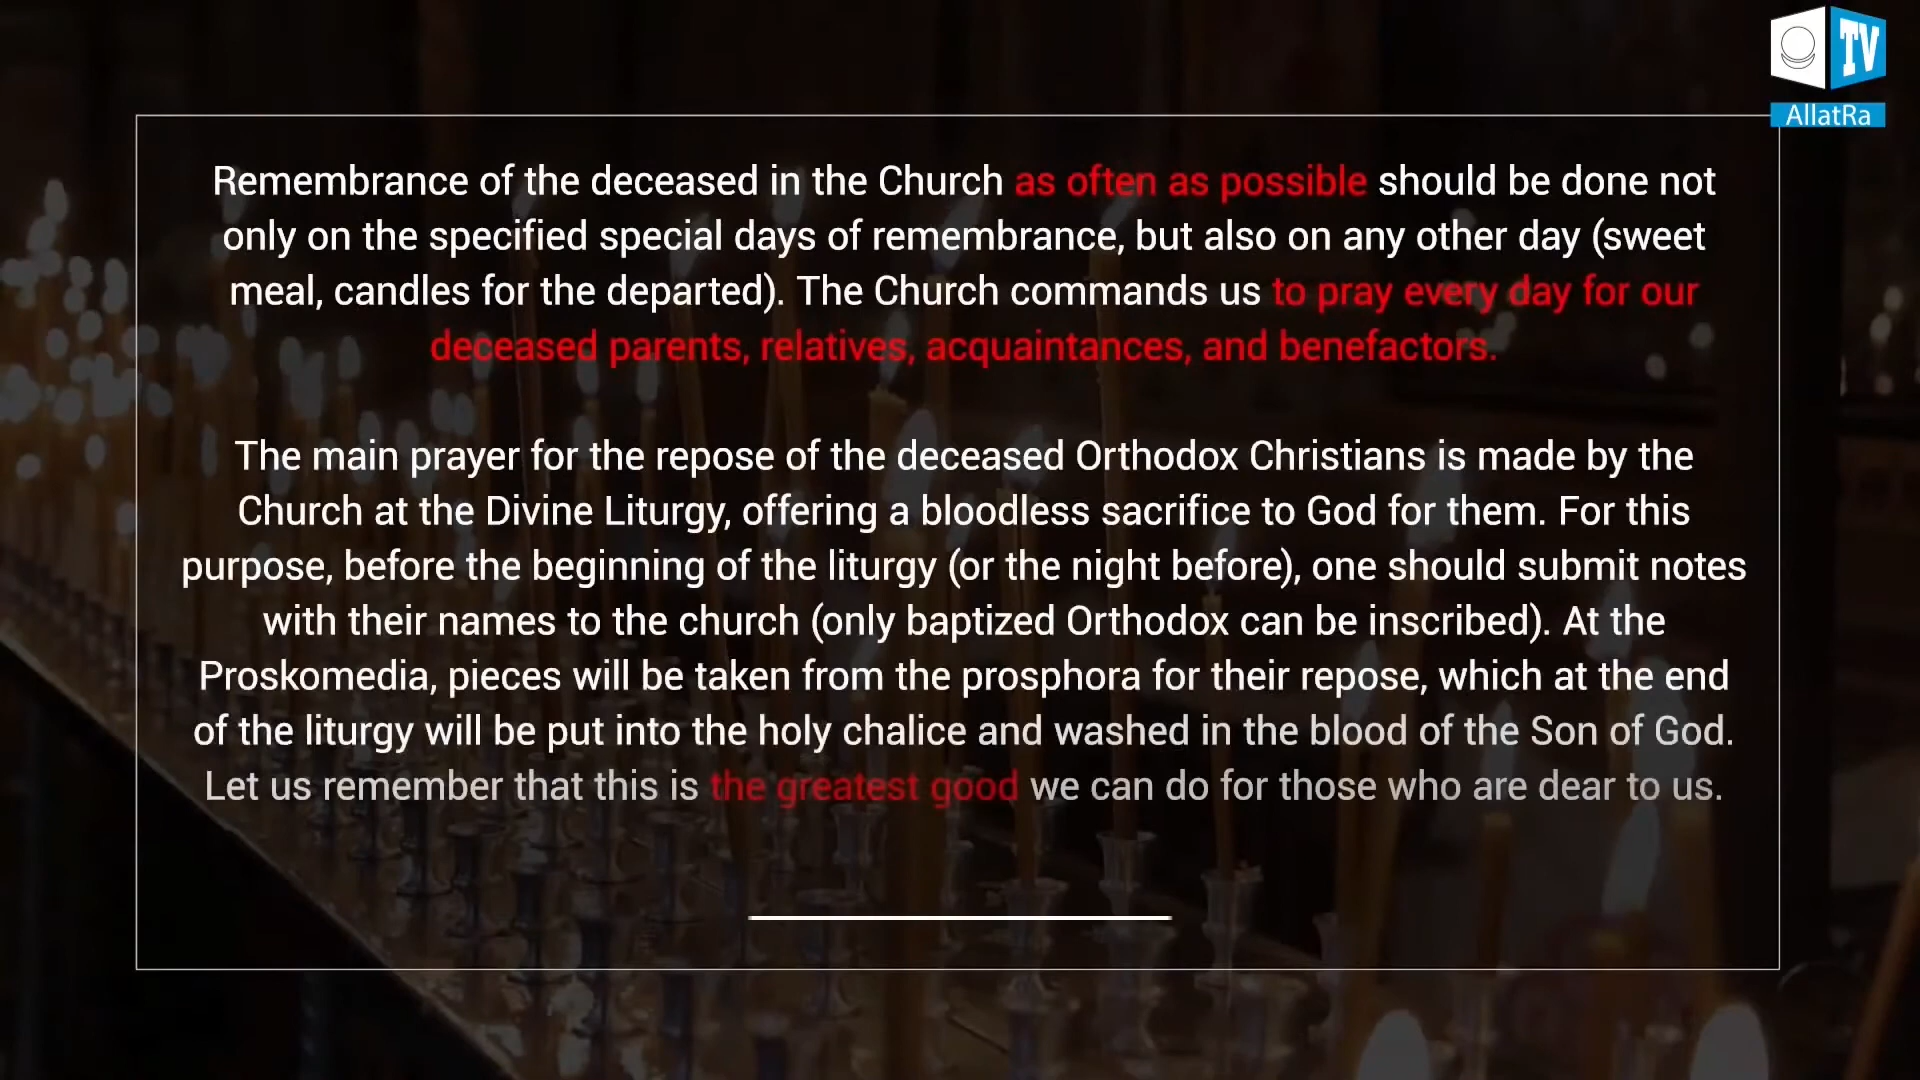 TV
AllatRa
Remembrance of the deceased in the Church as often as possible should be done not
only on the specified special days of remembrance, but also on any other day (sweet
meal, candles for the departed). The Church commands us to pray every day for our
deceased parents, relatives, acquaintances, and benefactors.
The main prayer for the repose of the deceased Orthodox Christians is made by the
Church at the Divine Liturgy, offering a bloodless sacrifice to God for them. For this
purpose, before the beginning of the liturgy (or the night before), one should submit notes
with their names to the church (only baptized Orthodox can be inscribed). At the
Proskomedia, pieces will be taken from the prosphora for their repose, which at the end
of the liturgy will be put into the holy chalice and washed in the blood of the Son of God.
Let us remember that this is the greatest good we can do for those who are dear to us.